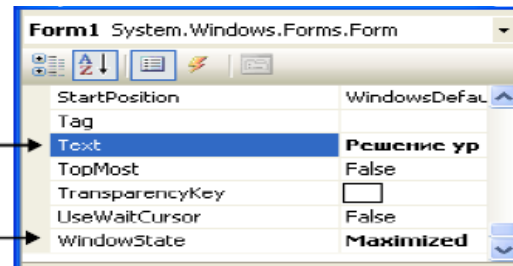 Form1 System.Windows.Forms.Form
StartPosition WindowsDefau
Tag
Text Решение ур
TopMost False
TransparencyKey
UseWaitCursor False
WindowState Maximized